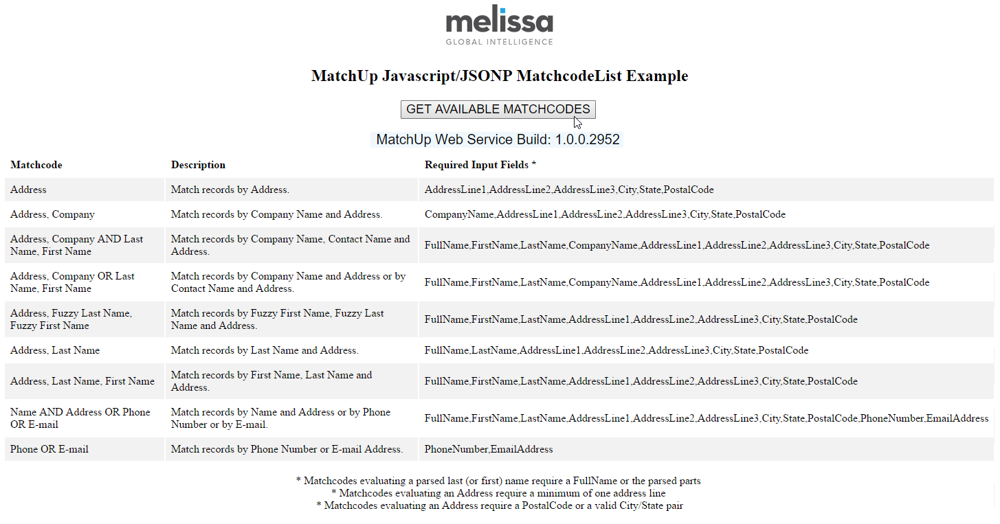 melissa
GLOBAL INTELLIGENCE
MatchUp Javascript/JSONP MatchcodeList Example
GET AVAILABLE MATCHCODES
MatchUp Web Service Build: 1.0.0.2952
Matchcode Description Required Input Fields *
Address Match records by Address. AddressLine1,AddressLine2,AddressLine3,City,State,PostalCode
Address, Company Match records by Company Name and Address. CompanyName,AddressLine1,AddressLine2,AddressLine3,City,State,PostalCode
Address, Company AND Last
Name, First Name
Match records by Company Name, Contact Name and
Address.
FullName,FirstName,LastName,CompanyName,AddressLine1,AddressLine2,AddressLine3,City,State,PostalCode
Address, Company OR Last
Name, First Name
Match records by Company Name and Address or by
Contact Name and Address.
FullName,FirstName,LastName,CompanyName,AddressLine1,AddressLine2,AddressLine3,City,State,PostalCode
Address, Fuzzy Last Name,
Fuzzy First Name
Match records by Fuzzy First Name, Fuzzy Last
Name and Address.
FullName,FirstName,LastName,AddressLine1,AddressLine2,AddressLine3,City,State,PostalCode
Address, Last Name Match records by Last Name and Address. FullName,LastName,AddressLine1,AddressLine2,AddressLine3,City,State,PostalCode
Address, Last Name, First Name
Match records by First Name, Last Name and
Address.
FullName,FirstName,LastName,AddressLine1,AddressLine2,AddressLine3,City,State,PostalCode
Name AND Address OR Phone
OR E-mail
Match records by Name and Address or by Phone
Number or by E-mail.
FullName,FirstName,LastName,AddressLine1,AddressLine2,AddressLine3,City,State,PostalCode,PhoneNumber,EmailAddress
Phone OR E-mail Match records by Phone Number or E-mail Address. PhoneNumber,EmailAddress
* Matchcodes evaluating a parsed last (or first) name require a FullName or the parsed parts
* Matchcodes evaluating an Address require a minimum of one address line
* Matchcodes evaluating an Address require a PostalCode or a valid City/State pair